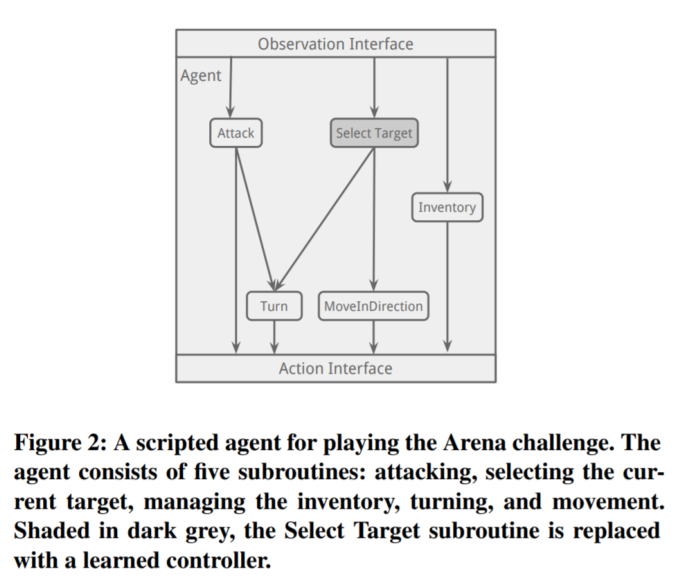 Observation Interface
Agent
Attack
Select Target
Inventory
Turn
MoveInDirection
Action Interface
Figure 2: A scripted agent for playing the Arena challenge. The
agent consists of five subroutines: attacking, selecting the cur-
rent target, managing the inventory, turning, and movement.
Shaded in dark grey, the Select Target subroutine is replaced
with a learned controller.